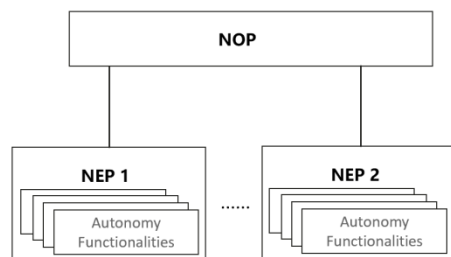 NOP
NEP 1
Autonomy
Functionalities
......
NEP 2
Autonomy
Functionalities